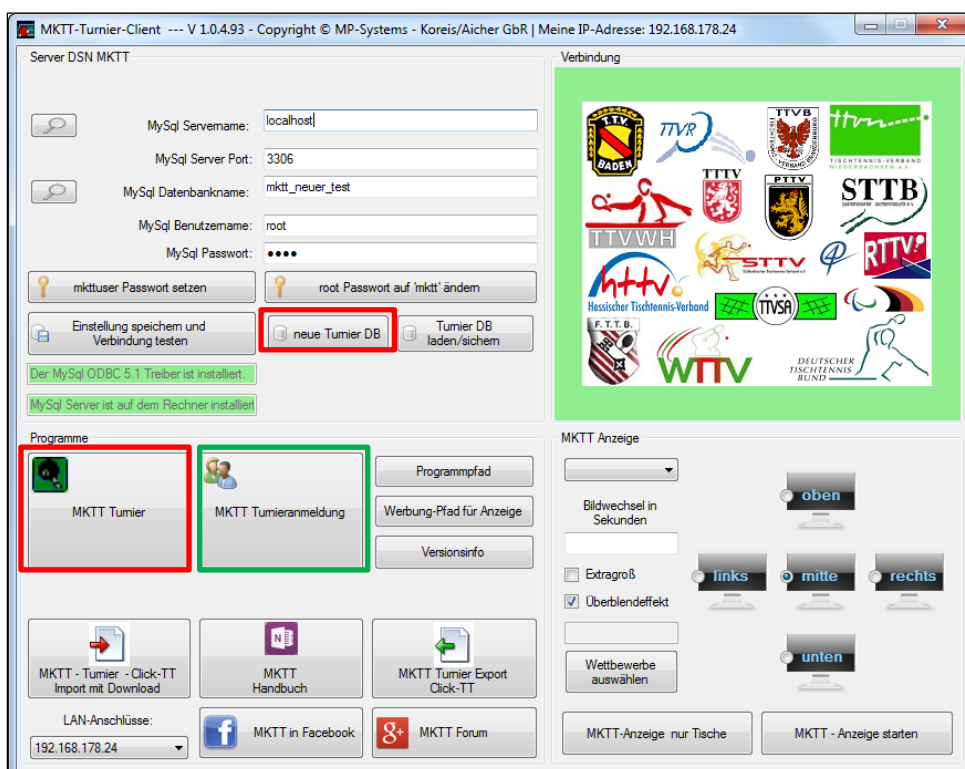 MKTT-Turnier-Client --- V 1.0.4.93 - Copyright © MP-Systems - Koreis/Aicher GbR | Meine IP-Adresse: 192.168.178.24
Server DSN MKTT
MySql Servername:
localhost
MySql Server Port:
3306
MySql Datenbankname:
mktt_neuer_test
MySql Benutzername:
root
MySql Passwort:
••••
mkttuser Passwort setzen
root Passwort auf 'mktt' ändern
Einstellung speichern und
Verbindung testen
neue Turnier DB
Turnier DB
laden/sichern
Der MySql ODBC 5.1 Treiber ist installiert.
MySql Server ist auf dem Rechner installiert
Verbindung
T.T.V.
BADEN
TTVR
TTVB
TISCHTENNIS-VERBAND BRANDENBURG
ttvn
TISCHTENNIS-VERBAND
NIEDERSACHSEN e.V.
TTVWH
TTTV
PTTV
STTB
STTV
RTTV
httv
Hessischer Tischtennis-Verband
TTVSA
F.T.T.B.
WTTV
DEUTSCHER
TISCHTENNIS
BUND
Programme
MKTT Turnier
MKTT Turnieranmeldung
Programmpfad
Werbung-Pfad für Anzeige
Versionsinfo
MKTT - Turnier - Click-TT
Import mit Download
N
MKTT
Handbuch
MKTT Turnier Export
Click-TT
LAN-Anschlüsse:
192.168.178.24
f
MKTT in Facebook
g+
MKTT Forum
MKTT Anzeige
Bildwechsel in
Sekunden
Extragroß
Überblendeffekt
Wettbewerbe
auswählen
oben
links
mitte
rechts
unten
MKTT-Anzeige nur Tische
MKTT - Anzeige starten